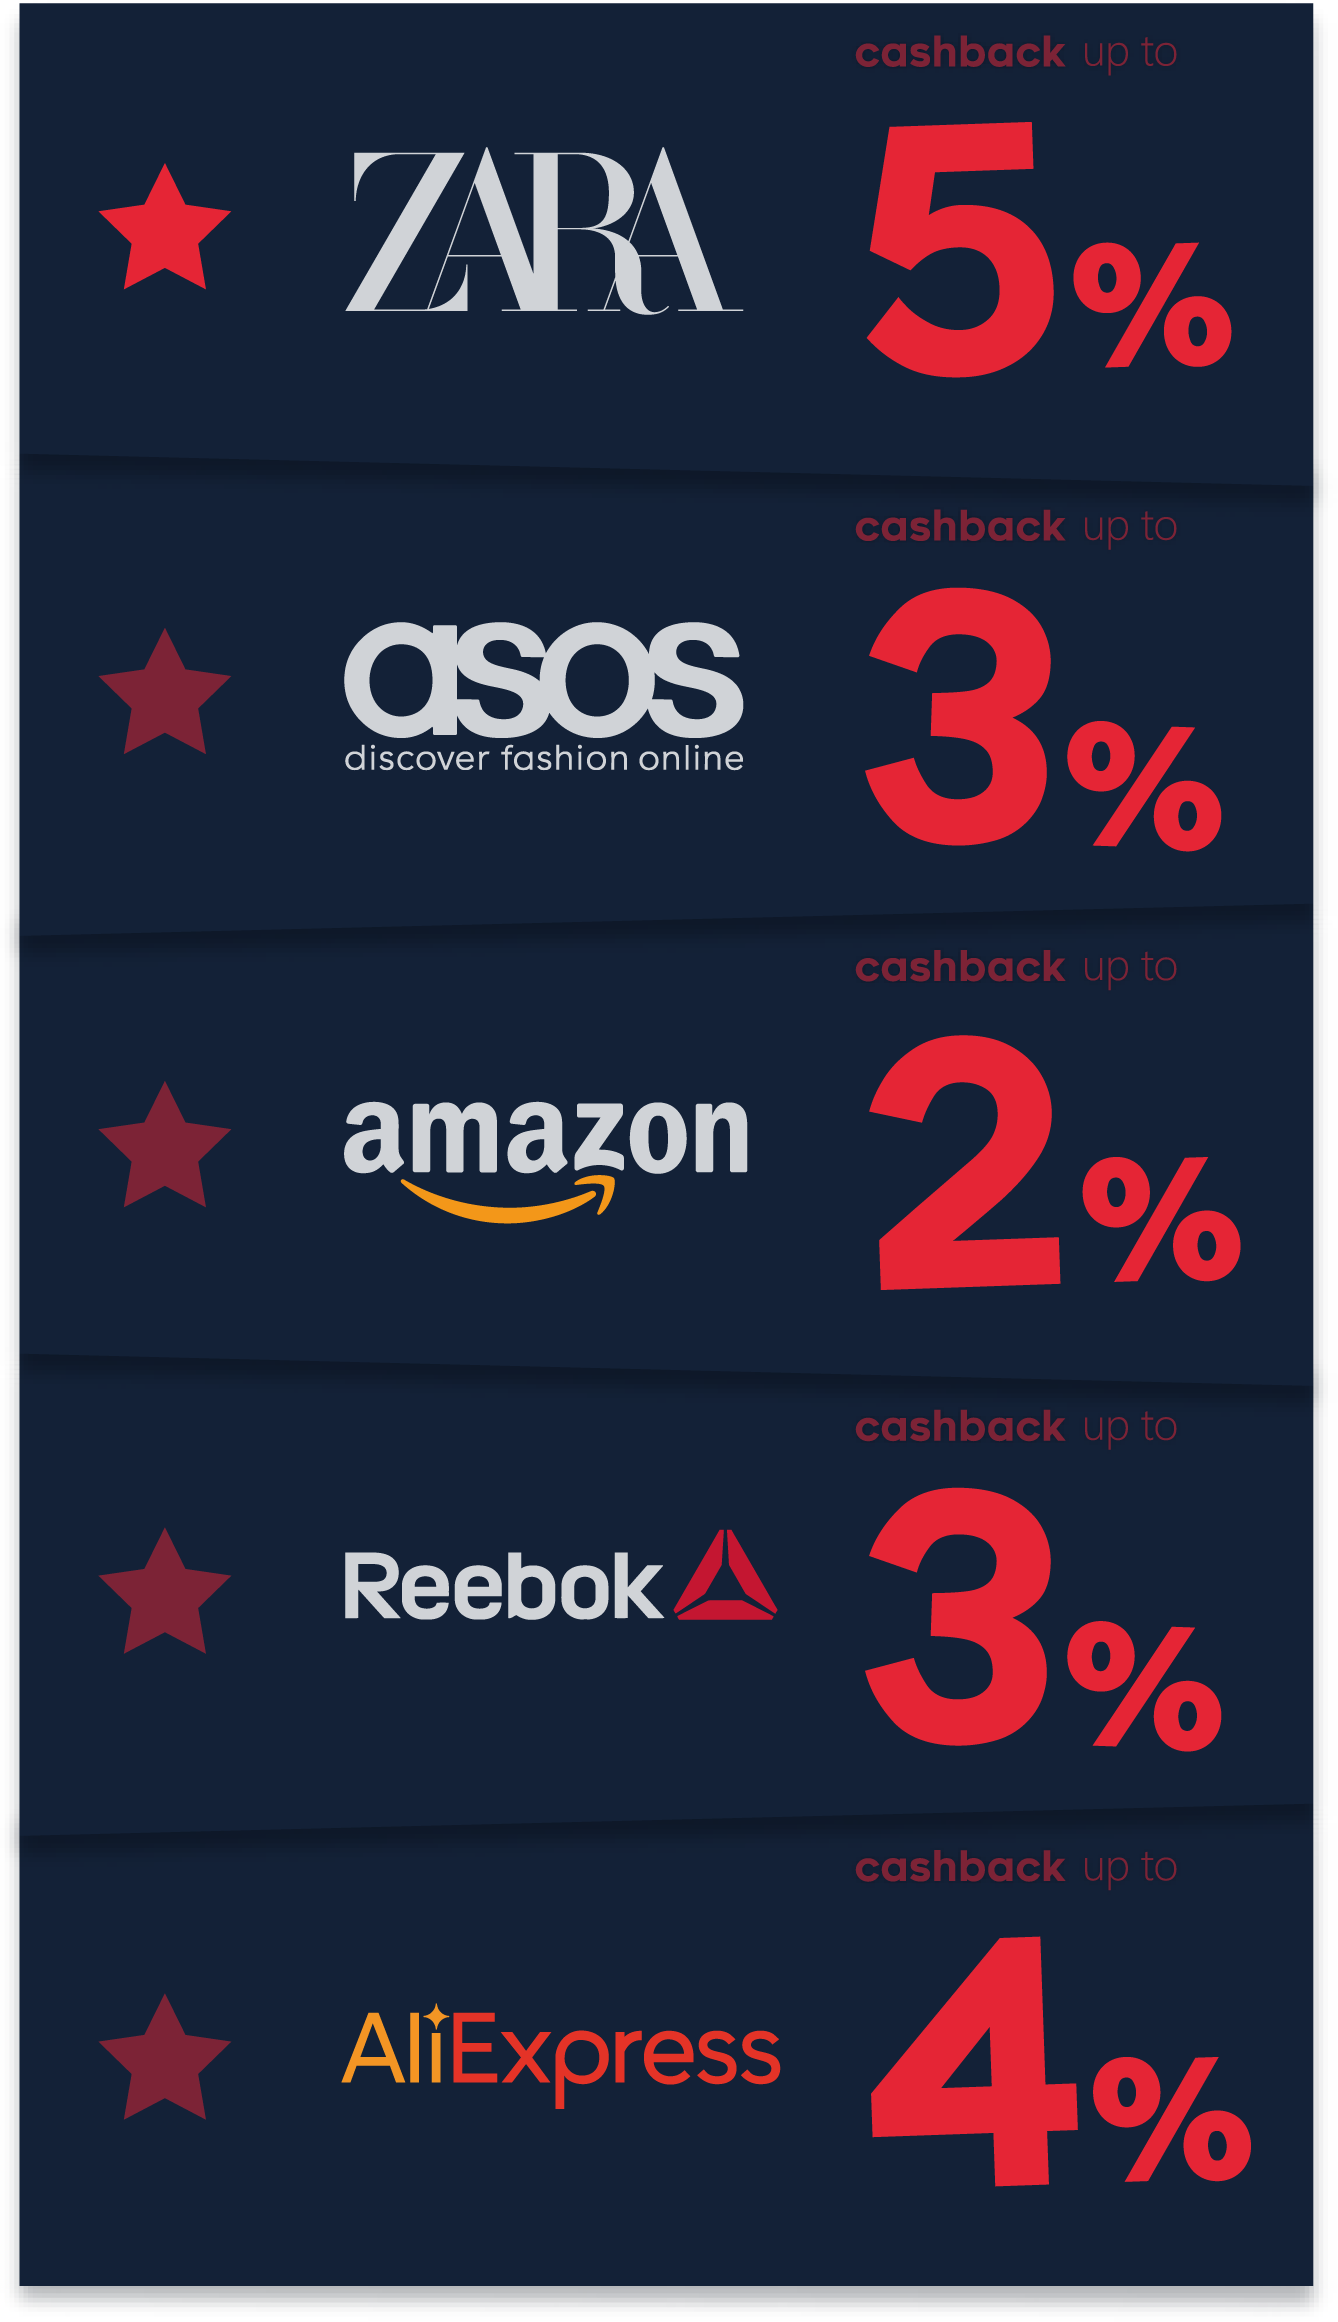 cashback up to
ZARA
5%
cashback up to
asos
discover fashion online
3%
cashback up to
amazon
2%
cashback up to
Reebok
3%
cashback up to
AliExpress
4%